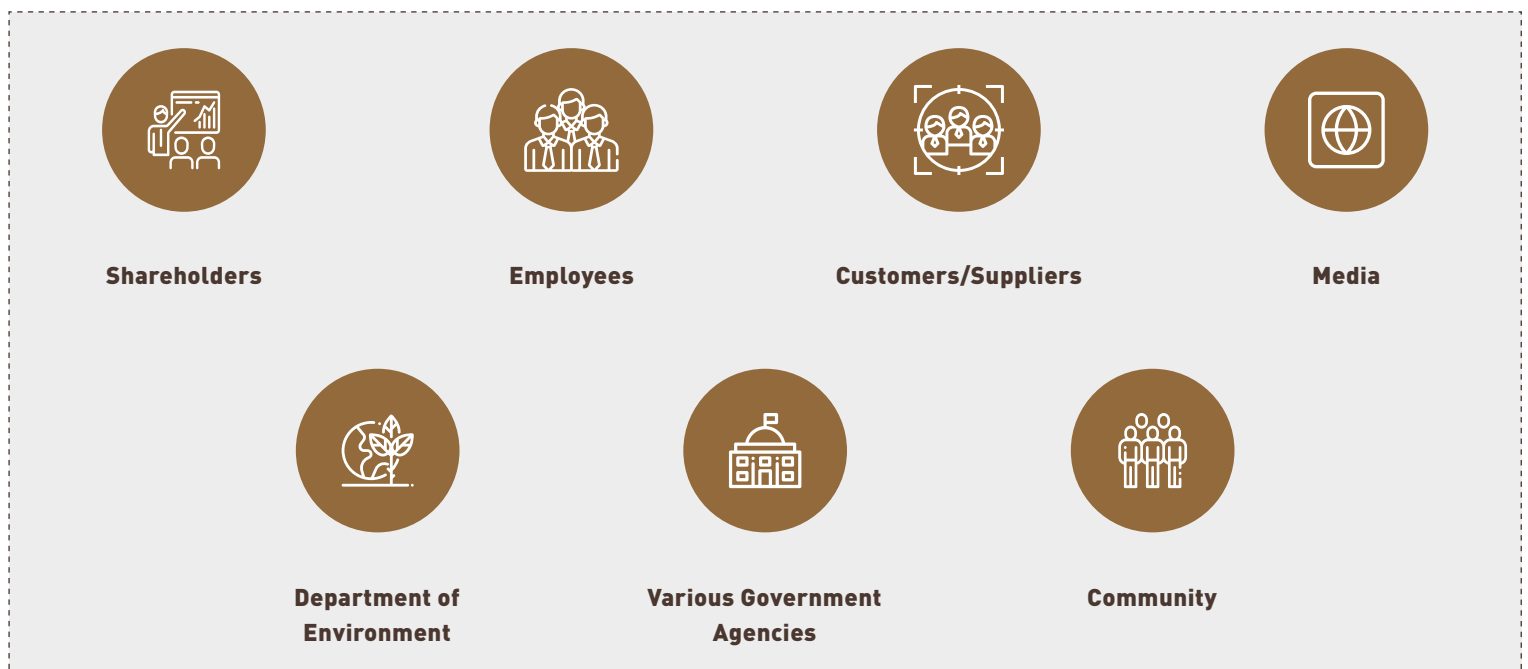 Shareholders
Employees
Customers/Suppliers
Media
Department of
Environment
Various Government
Agencies
Community